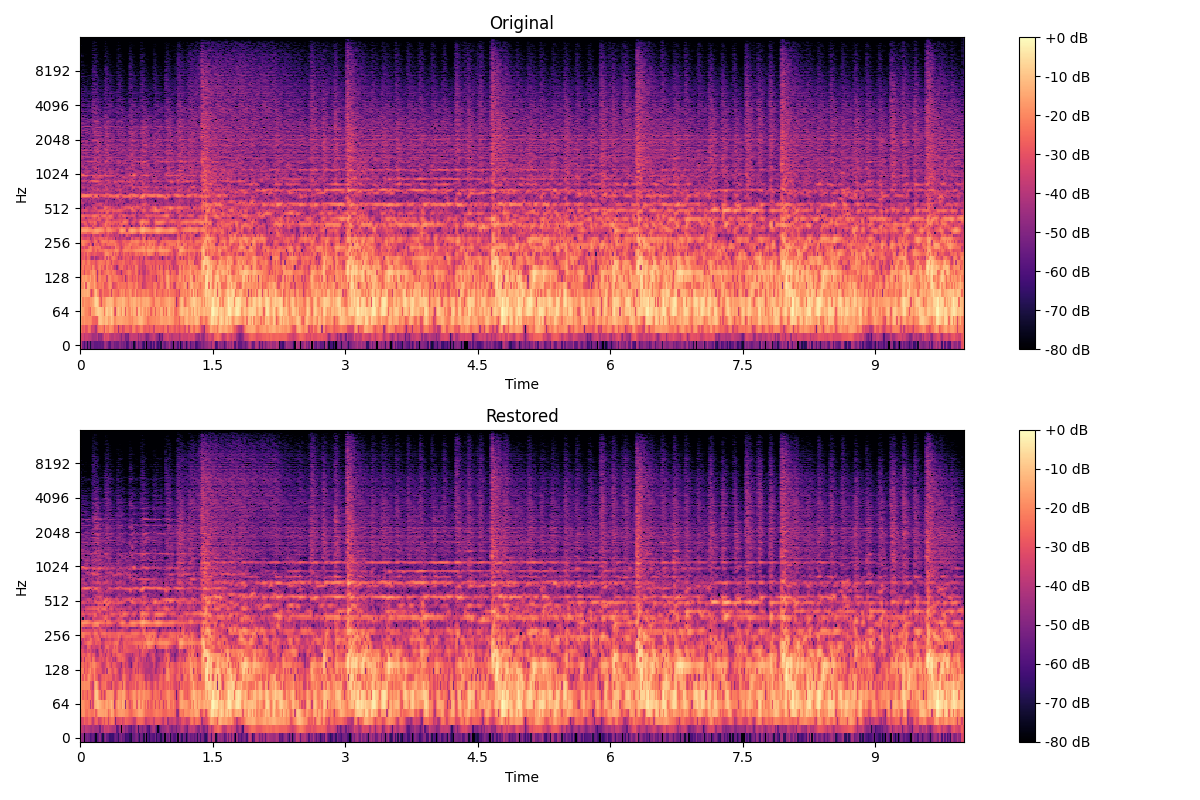 Original
Hz
8192
4096
2048
1024
512
256
128
64
0
0 1.5 3 4.5 6 7.5 9
Time
+0 dB
-10 dB
-20 dB
-30 dB
-40 dB
-50 dB
-60 dB
-70 dB
-80 dB
Restored
Hz
8192
4096
2048
1024
512
256
128
64
0
0 1.5 3 4.5 6 7.5 9
Time
+0 dB
-10 dB
-20 dB
-30 dB
-40 dB
-50 dB
-60 dB
-70 dB
-80 dB